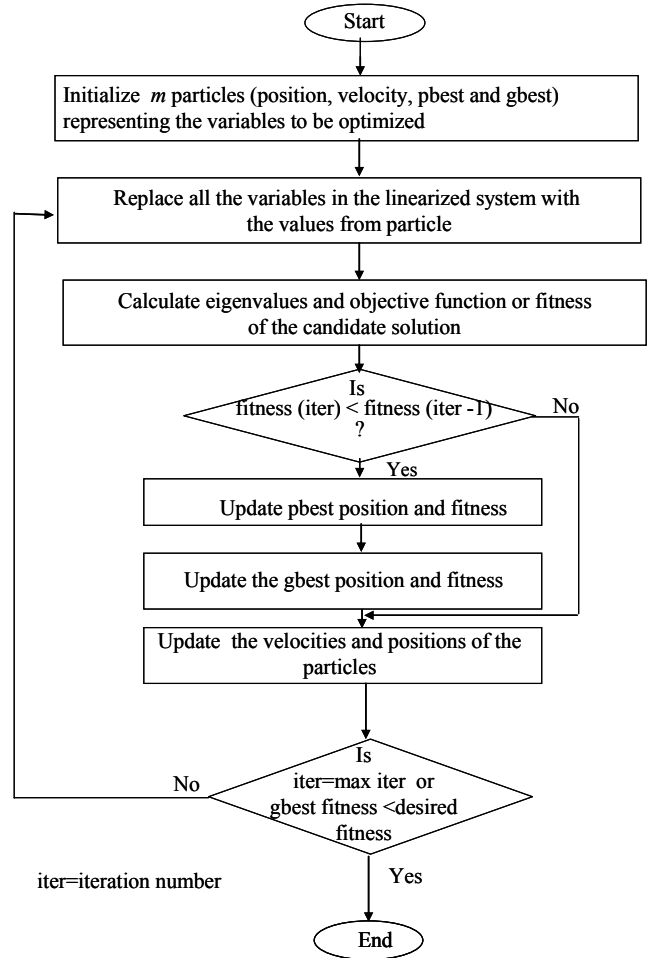 Start
Initialize m particles (position, velocity, pbest and gbest)
representing the variables to be optimized
Replace all the variables in the linearized system with
the values from particle
Calculate eigenvalues and objective function or fitness
of the candidate solution
Is
fitness (iter) < fitness (iter -1)
?
No
Yes
Update pbest position and fitness
Update the gbest position and fitness
Update the velocities and positions of the
particles
Is
iter=max iter or
gbest fitness <desired
fitness
No
Yes
iter=iteration number
End